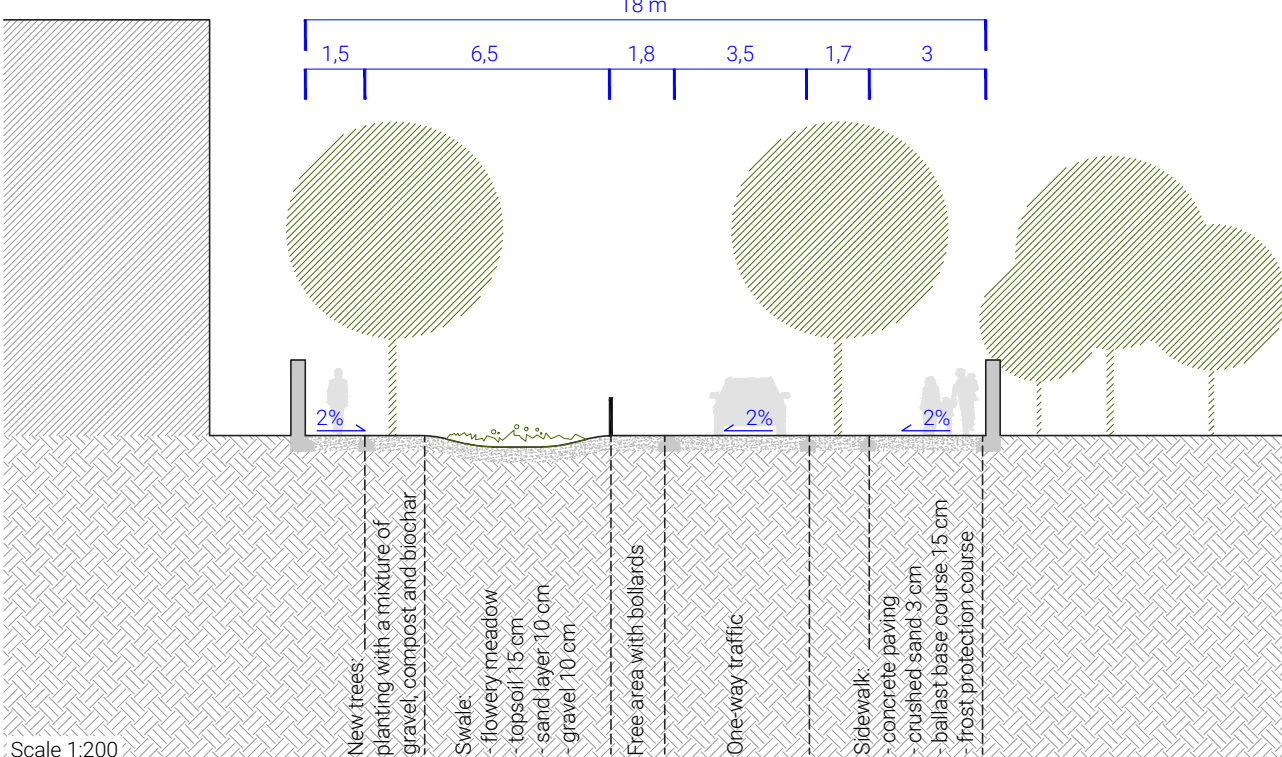 18 m
1,5
6,5
1,8
3,5
1,7
3
2%
2%
2%
New trees:
planting with a mixture of
gravel, compost and biochar
Swale:
- flowery meadow
- topsoil 15 cm
- sand layer 10 cm
- gravel 10 cm
Free area with bollards
One-way traffic
Sidewalk:
- concrete paving
- crushed sand 3 cm
- ballast base course 15 cm
- frost protection course
Scale 1:200